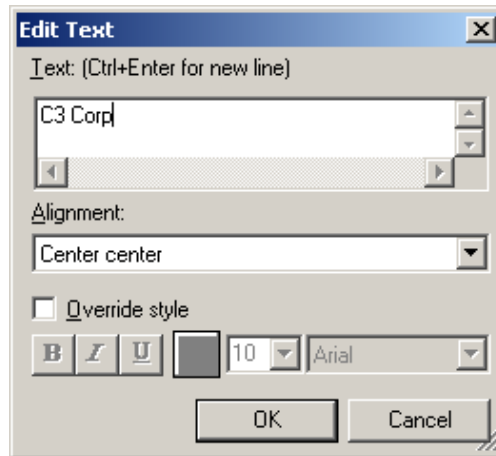 Edit Text
Text: (Ctrl+Enter for new line)
C3 Corp
Alignment:
Center center
Override style
B I U 10 Arial
OK Cancel